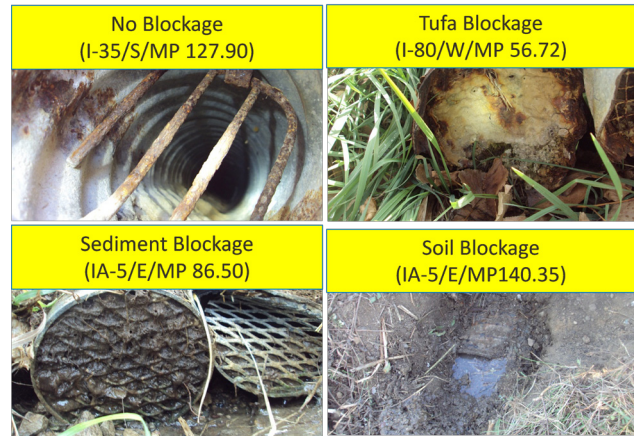 No Blockage
(I-35/S/MP 127.90)
Tufa Blockage
(I-80/W/MP 56.72)
Sediment Blockage
(IA-5/E/MP 86.50)
Soil Blockage
(IA-5/E/MP140.35)